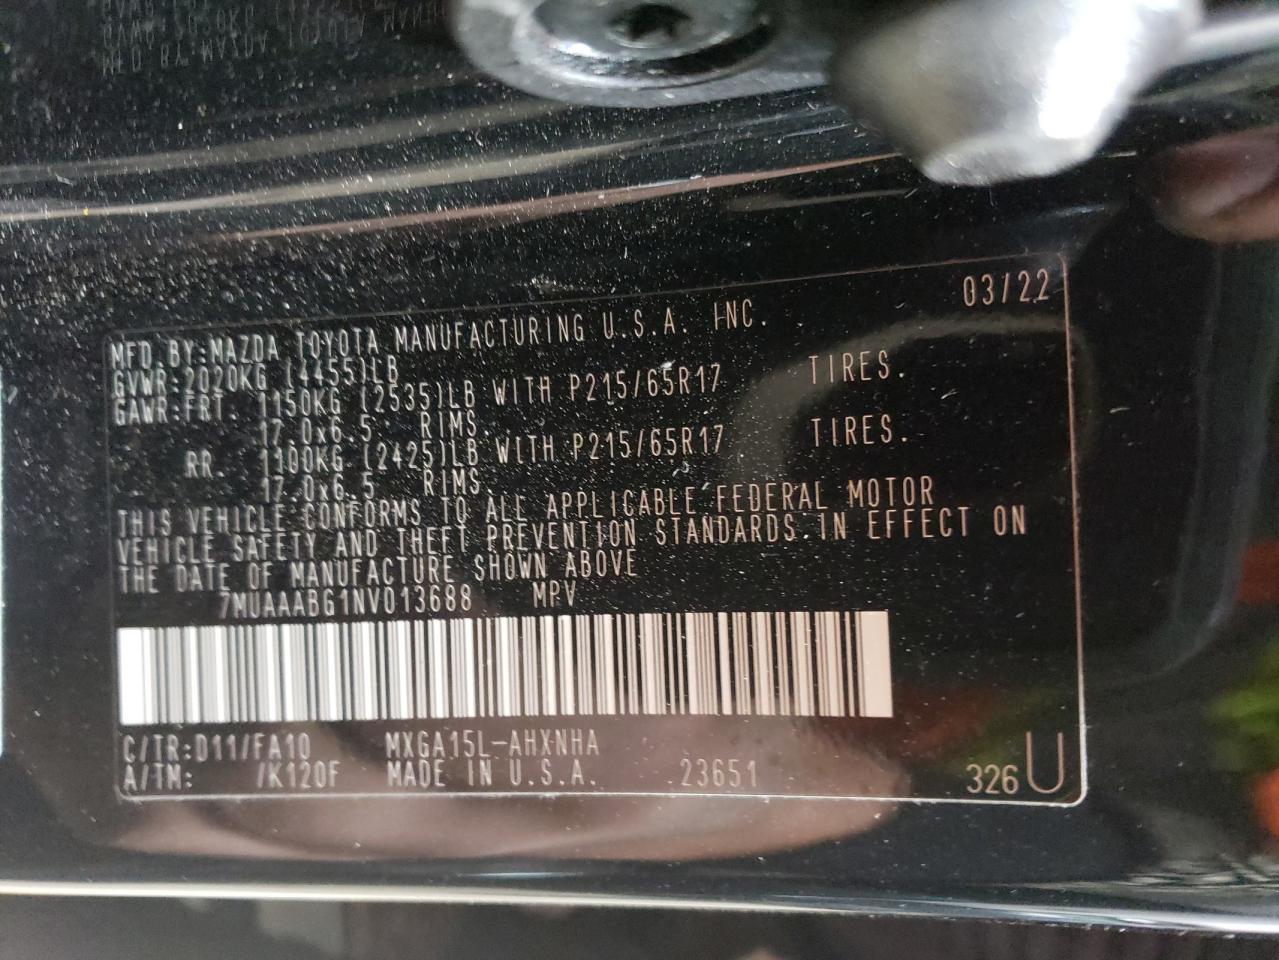 03/22
MFD. BY:MAZDA TOYOTA MANUFACTURING U.S.A. INC.
GVWR:2020KG (4455)LB
GAWR:FRT. 1150KG (2535)LB WITH P215/65R17 TIRES.
17.0x6.5 RIMS.
RR. 1100KG (2425)LB WITH P215/65R17 TIRES.
17.0x6.5 RIMS.
THIS VEHICLE CONFORMS TO ALL APPLICABLE FEDERAL MOTOR
VEHICLE SAFETY AND THEFT PREVENTION STANDARDS IN EFFECT ON
THE DATE OF MANUFACTURE SHOWN ABOVE
7MUAAABG1NV013688 MPV
C/TR:D11/FA10 MXGA15L-AHXNHA
A/TM: /K120F MADE IN U.S.A. 23651 326 U